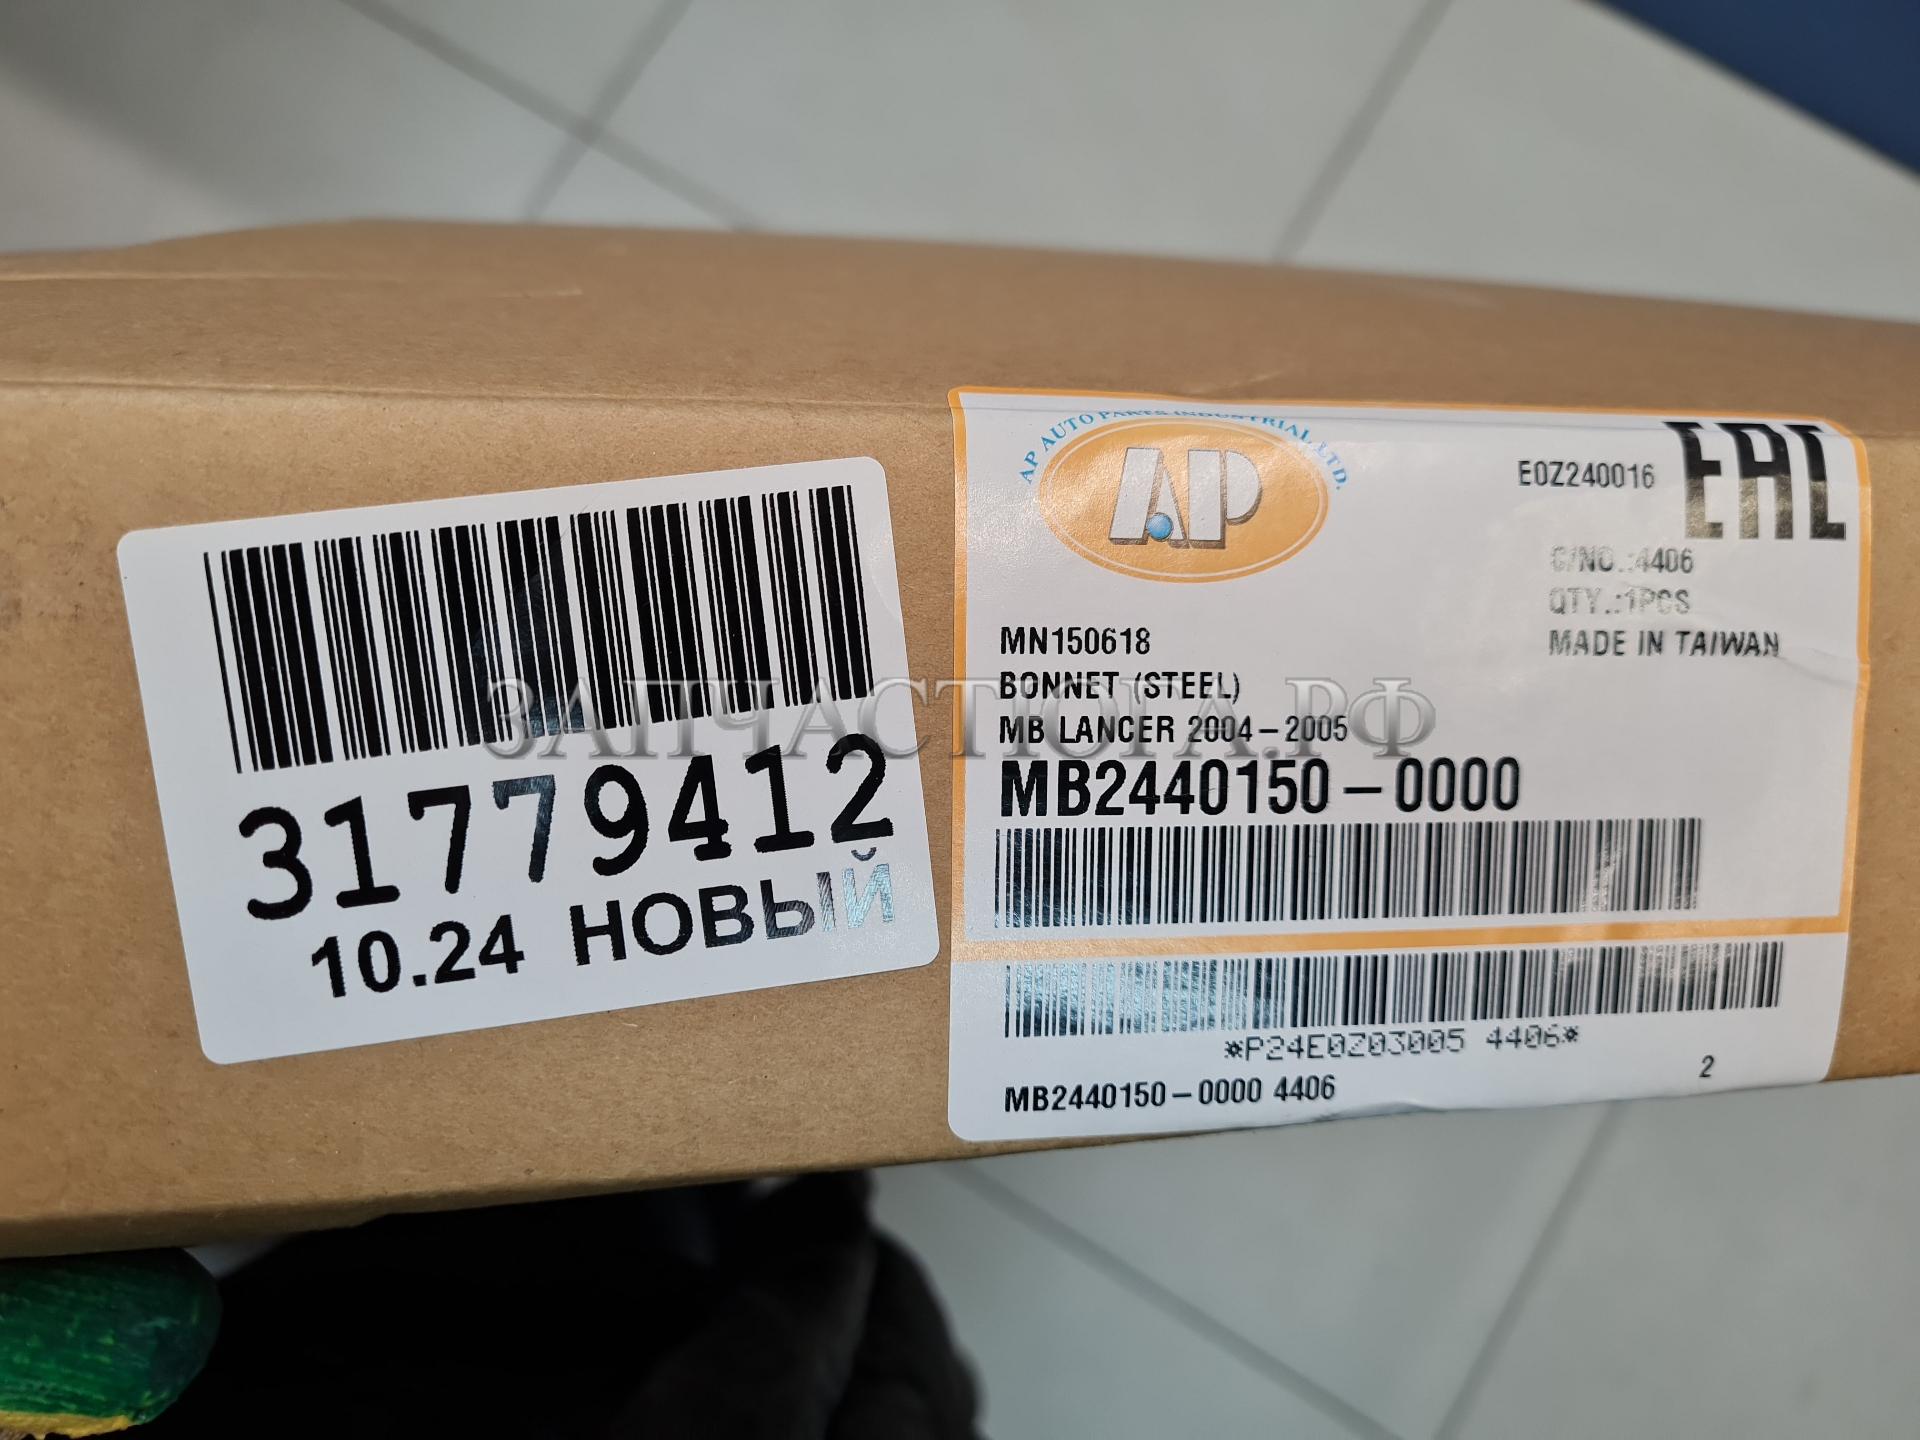 31779412
10.24 НОВЫЙ
AP AUTO PARTS INDUSTRIAL LTD.
AP
E0Z240016
EAC
C/NO.:4406
QTY.:1PCS
MADE IN TAIWAN
MN150618
BONNET (STEEL)
MB LANCER 2004-2005
MB2440150-0000
*P24E0Z03005 4406*
MB2440150-0000 4406
2
ЗАПЧАСТЮГА.РФ